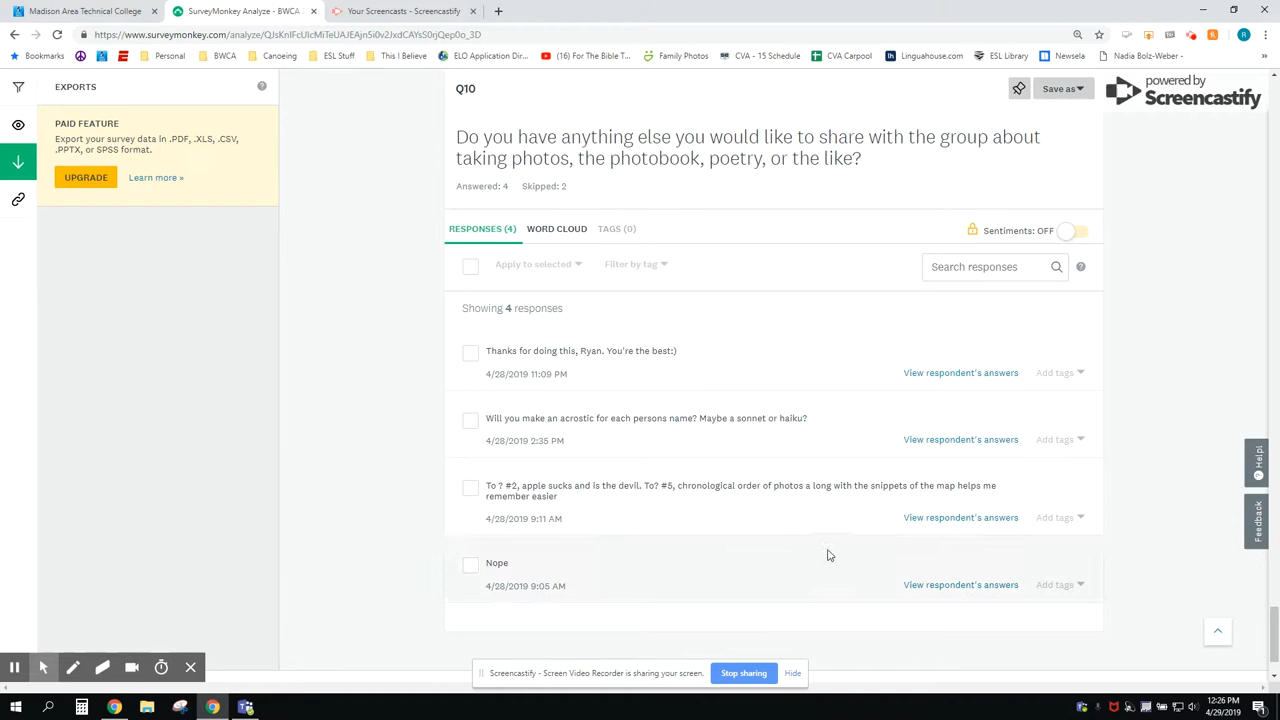 Madison Area Technical College
SurveyMonkey Analyze - BWCA
Your Screencasts - Screencastify
Bookmarks
Personal
BWCA
Canoeing
ESL Stuff
This I Believe
ELO Application Dir...
(16) For The Bible T...
Family Photos
CVA - 15 Schedule
CVA Carpool
Linguahouse.com
ESL Library
Newsela
Nadia Bolz-Weber -
EXPORTS
PAID FEATURE
Export your survey data in .PDF, .XLS, .CSV,
.PPTX, or SPSS format.
UPGRADE Learn more »
Q10
Save as
powered by
Screencastify
Do you have anything else you would like to share with the group about
taking photos, the photobook, poetry, or the like?
Answered: 4 Skipped: 2
RESPONSES (4) WORD CLOUD TAGS (0)
Sentiments: OFF
Apply to selected Filter by tag
Search responses
Showing 4 responses
Thanks for doing this, Ryan. You're the best:)
4/28/2019 11:09 PM
View respondent's answers Add tags
Will you make an acrostic for each persons name? Maybe a sonnet or haiku?
4/28/2019 2:35 PM
View respondent's answers Add tags
To ? #2, apple sucks and is the devil. To? #5, chronological order of photos a long with the snippets of the map helps me
remember easier
4/28/2019 9:11 AM
View respondent's answers Add tags
Nope
4/28/2019 9:05 AM
View respondent's answers Add tags
Help!
Feedback
Screencastify - Screen Video Recorder is sharing your screen. Stop sharing Hide
12:26 PM
4/29/2019